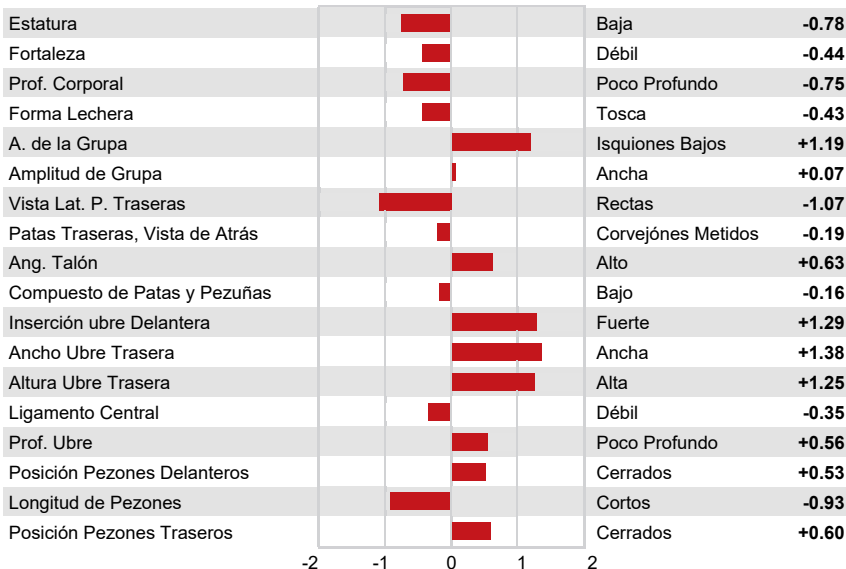 Estatura Baja -0.78
Fortaleza Débil -0.44
Prof. Corporal Poco Profundo -0.75
Forma Lechera Tosca -0.43
A. de la Grupa Isquiones Bajos +1.19
Amplitud de Grupa Ancha +0.07
Vista Lat. P. Traseras Rectas -1.07
Patas Traseras, Vista de Atrás Corvejónes Metidos -0.19
Ang. Talón Alto +0.63
Compuesto de Patas y Pezuñas Bajo -0.16
Inserción ubre Delantera Fuerte +1.29
Ancho Ubre Trasera Ancha +1.38
Altura Ubre Trasera Alta +1.25
Ligamento Central Débil -0.35
Prof. Ubre Poco Profundo +0.56
Posición Pezones Delanteros Cerrados +0.53
Longitud de Pezones Cortos -0.93
Posición Pezones Traseros Cerrados +0.60
-2 -1 0 1 2